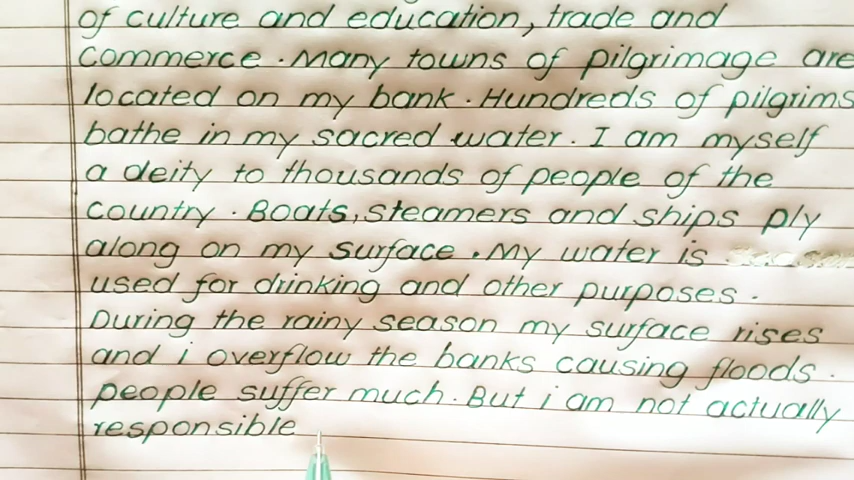 of culture and education, trade and
commerce. Many towns of pilgrimage are
located on my bank. Hundreds of pilgrims
bathe in my sacred water. I am myself
a deity to thousands of people of the
country. Boats, steamers and ships ply
along on my surface. My water is
used for drinking and other purposes.
During the rainy season my surface rises
and i overflow the banks causing floods.
people suffer much. But i am not actually
responsible